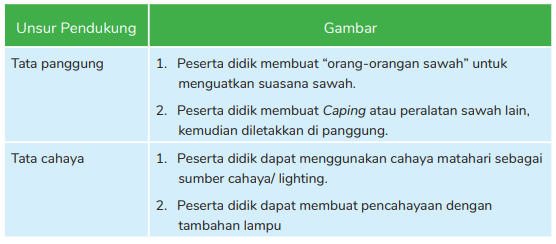 Unsur Pendukung
Gambar
Tata panggung
1. Peserta didik membuat “orang-orangan sawah” untuk
menguatkan suasana sawah.
2. Peserta didik membuat Caping atau peralatan sawah lain,
kemudian diletakkan di panggung.
Tata cahaya
1. Peserta didik dapat menggunakan cahaya matahari sebagai
sumber cahaya/ lighting.
2. Peserta didik dapat membuat pencahayaan dengan
tambahan lampu